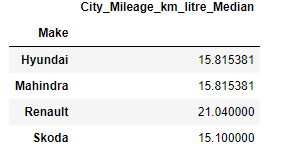 City_Mileage_km_litre_Median
Make
Hyundai 15.815381
Mahindra 15.815381
Renault 21.040000
Skoda 15.100000